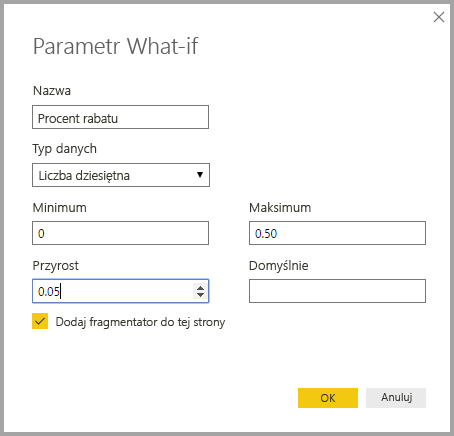 Parametr What-if
Nazwa
Procent rabatu
Typ danych
Liczba dziesiętna
Minimum Maksimum
0 0.50
Przyrost Domyślnie
0.05
Dodaj fragmentator do tej strony
OK Anuluj